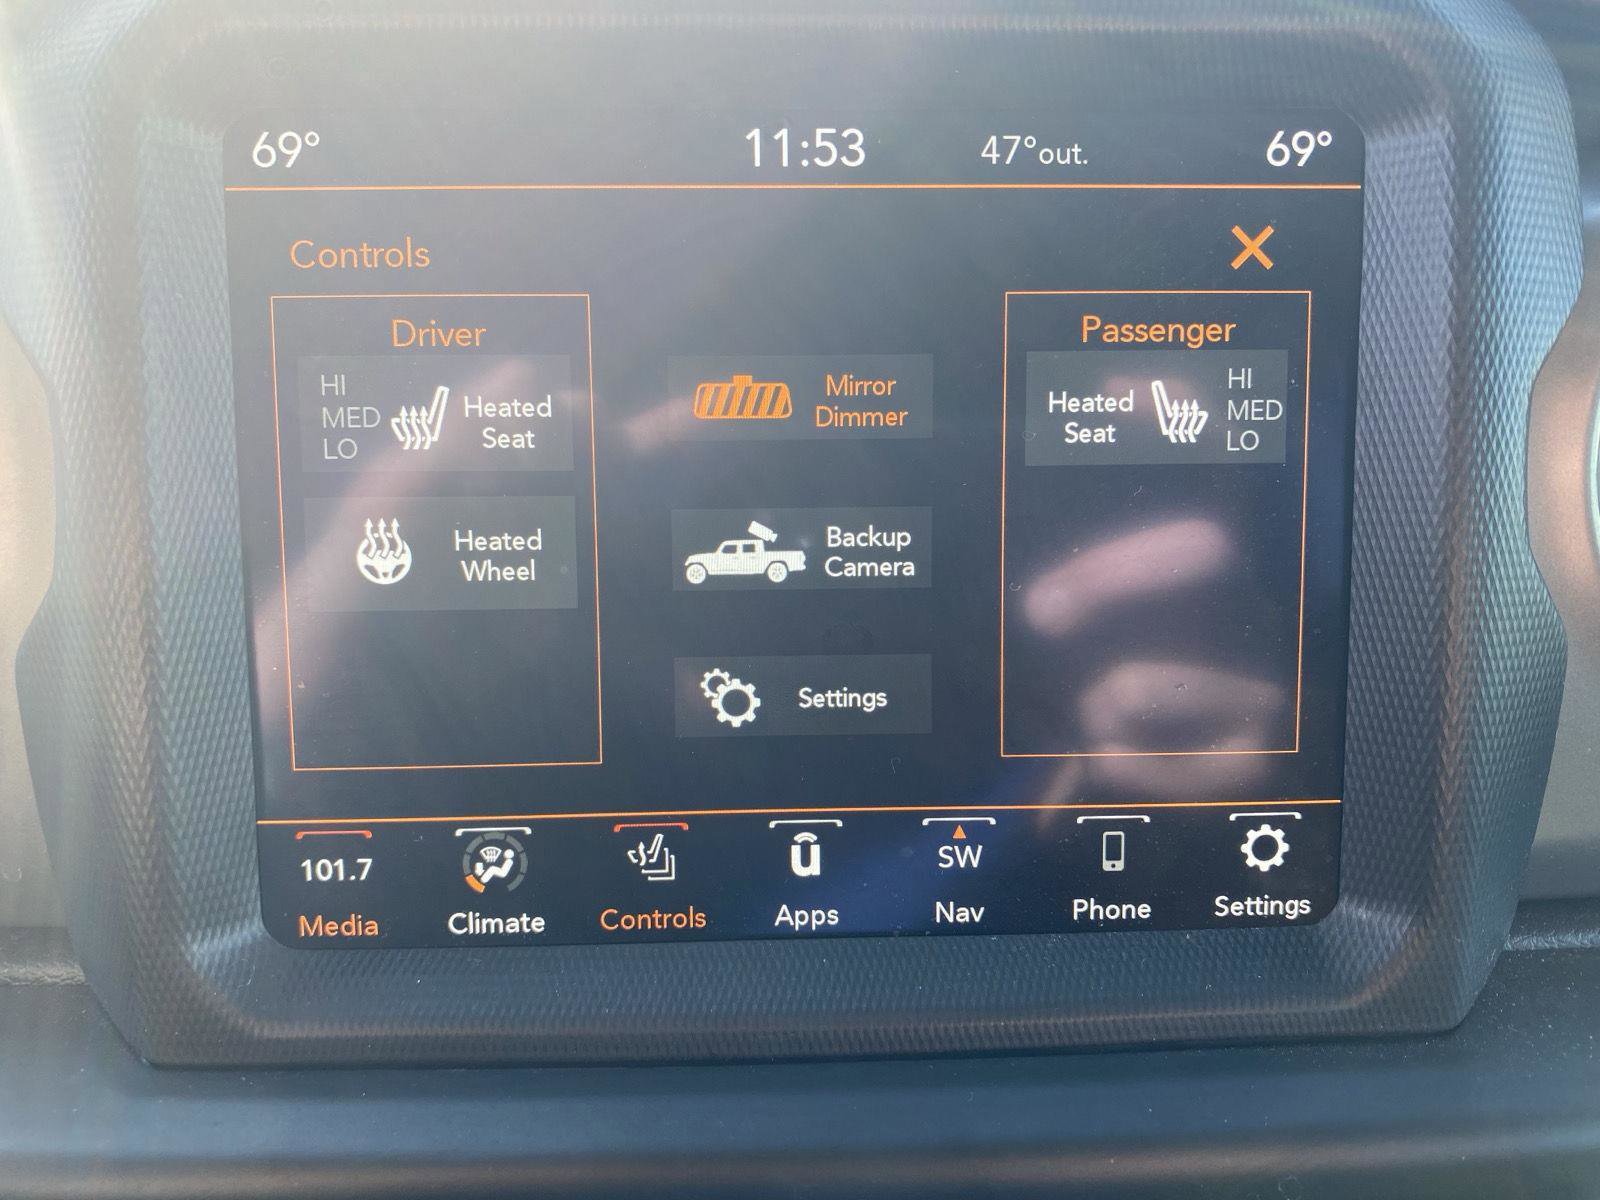 69° 11:53 47°out. 69°
Controls
Driver
HI
MED
LO
Heated
Seat
Heated
Wheel
Mirror
Dimmer
Backup
Camera
Settings
Passenger
Heated
Seat
HI
MED
LO
101.7
Media
Climate
Controls
u
Apps
SW
Nav
Phone
Settings